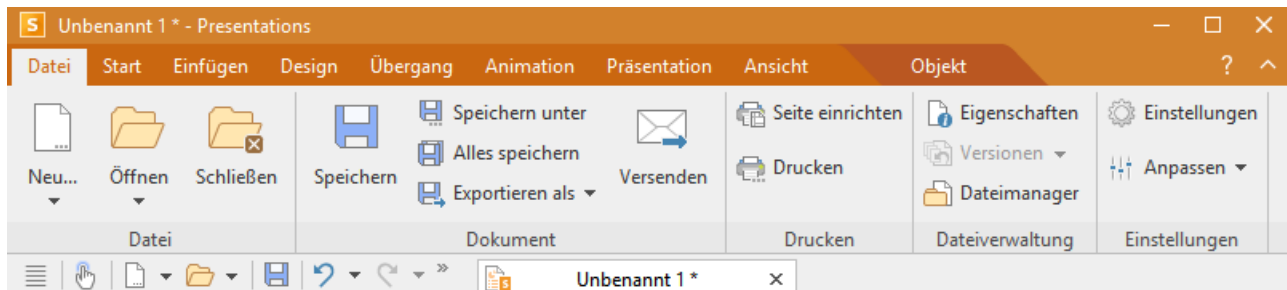 S Unbenannt 1 * - Presentations
Datei Start Einfügen Design Übergang Animation Präsentation Ansicht Objekt ?
Neu...
Öffnen
Schließen
Datei
Speichern
Speichern unter
Alles speichern
Exportieren als
Versenden
Dokument
Seite einrichten
Drucken
Drucken
Eigenschaften
Versionen
Dateimanager
Dateiverwaltung
Einstellungen
Anpassen
Einstellungen
Unbenannt 1 *